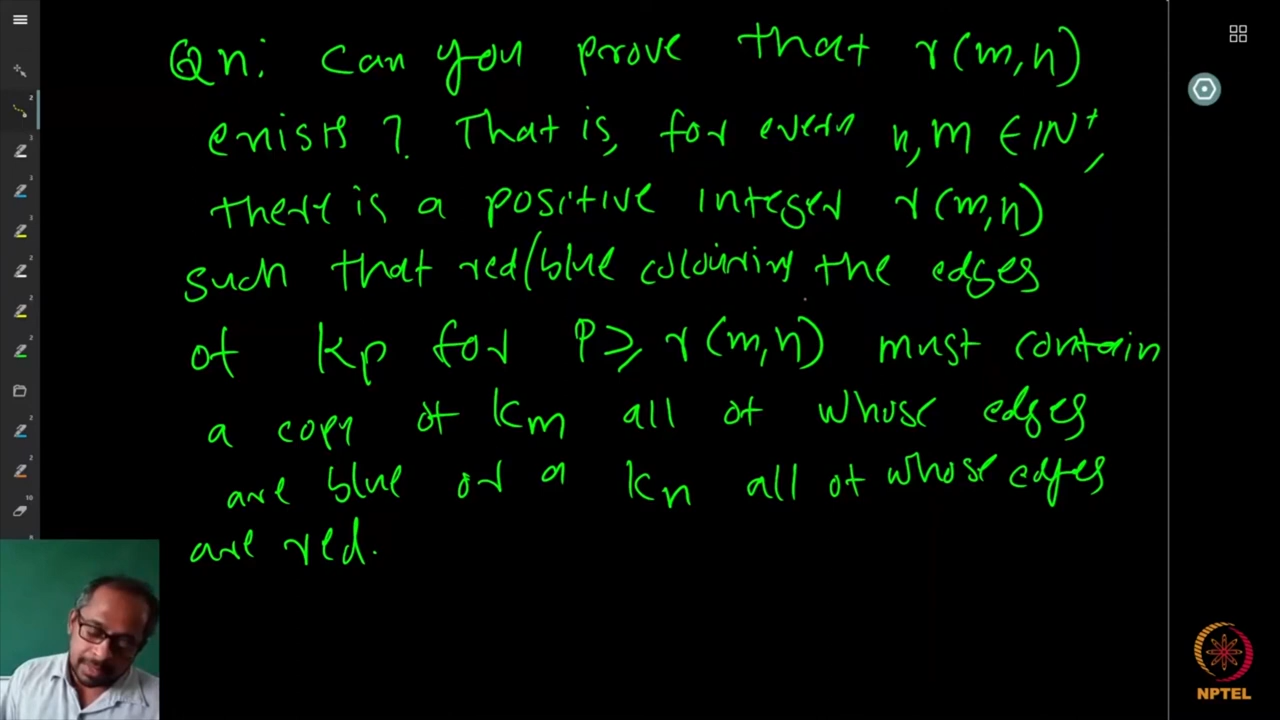 Qn: Can you prove that r(m,n)
exists? That is, for every n,m ∈ IN⁺,
there is a positive integer r(m,n)
such that red/blue colouring the edges
of Kp for P ≥ r(m,n) must contain
a copy of Km all of whose edges
are blue or a Kn all of whose edges
are red.
NPTEL